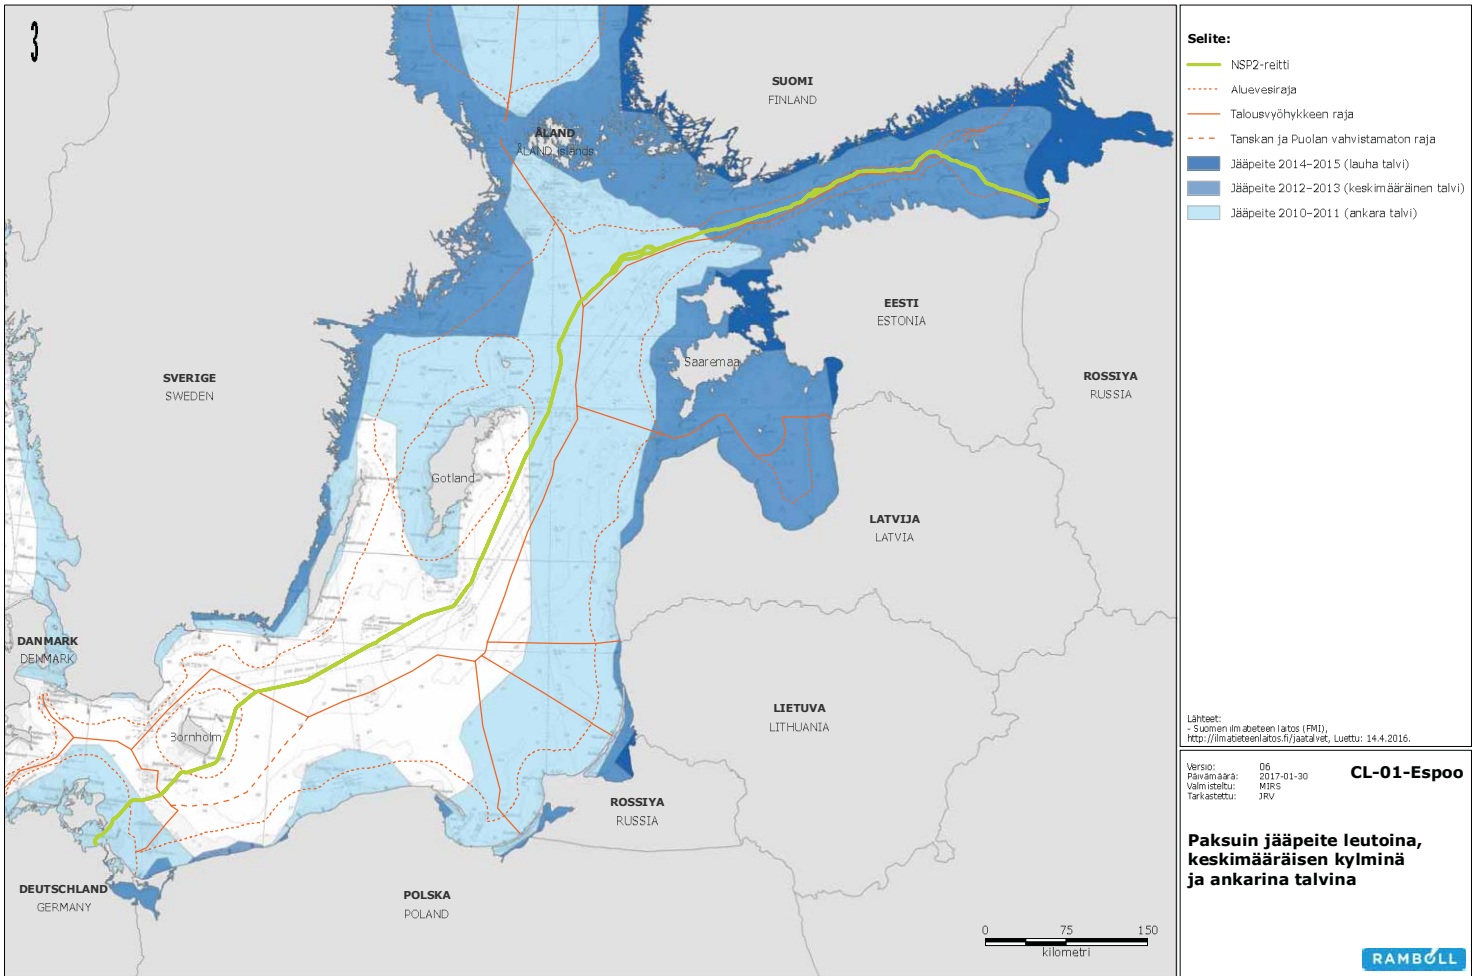 3
SUOMI
FINLAND
ÅLAND
ÅLAND Islands
EESTI
ESTONIA
Saaremaa
SVERIGE
SWEDEN
ROSSIYA
RUSSIA
Gotland
LATVIJA
LATVIA
DANMARK
DENMARK
LIETUVA
LITHUANIA
Bornholm
ROSSIYA
RUSSIA
DEUTSCHLAND
GERMANY
POLSKA
POLAND
0 75 150
kilometri
Selite:
NSP2-reitti
Aluevesiraja
Talousvyöhykkeen raja
Tanskan ja Puolan vahvistamaton raja
Jääpeite 2014–2015 (lauha talvi)
Jääpeite 2012–2013 (keskimääräinen talvi)
Jääpeite 2010–2011 (ankara talvi)
Lähteet:
- Suomen ilmatieteen laitos (FMI),
http://ilmatieteenlaitos.fi/jaatalvet, Luettu: 14.4.2016.
Versio: 06
Päivämäärä: 2017-01-30
Valmisteltu: MIRS
Tarkastettu: JRV
CL-01-Espoo
Paksuin jääpeite leutoina,
keskimääräisen kylminä
ja ankarina talvina
RAMBOLL